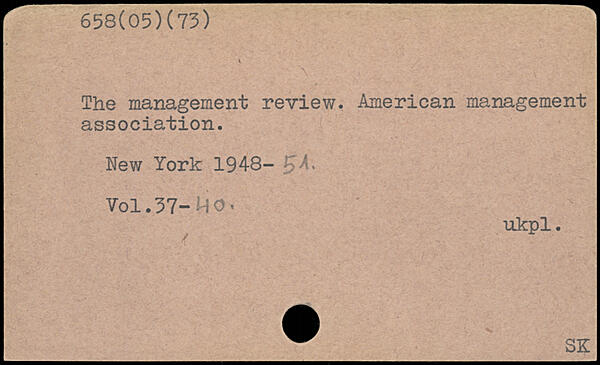 658(05)(73)
The management review. American management
association.
New York 1948-51.
Vol.37-40.
ukpl.
SK